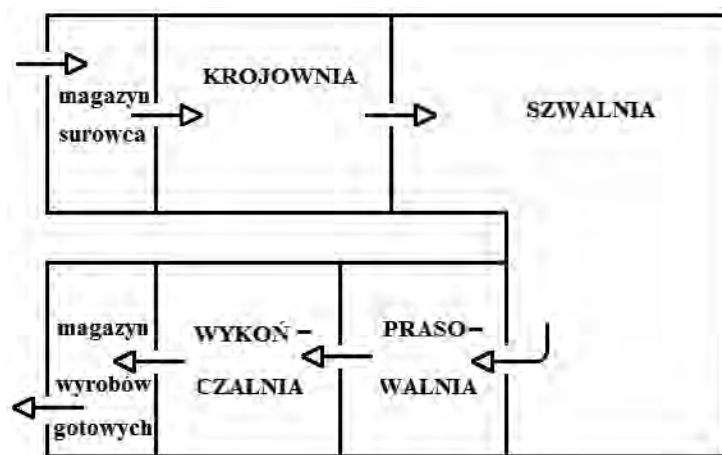 magazyn
surowca
KROJOWNIA
SZWALNIA
magazyn
wyrobów
gotowych
WYKOŃ –
CZALNIA
PRASO –
WALNIA